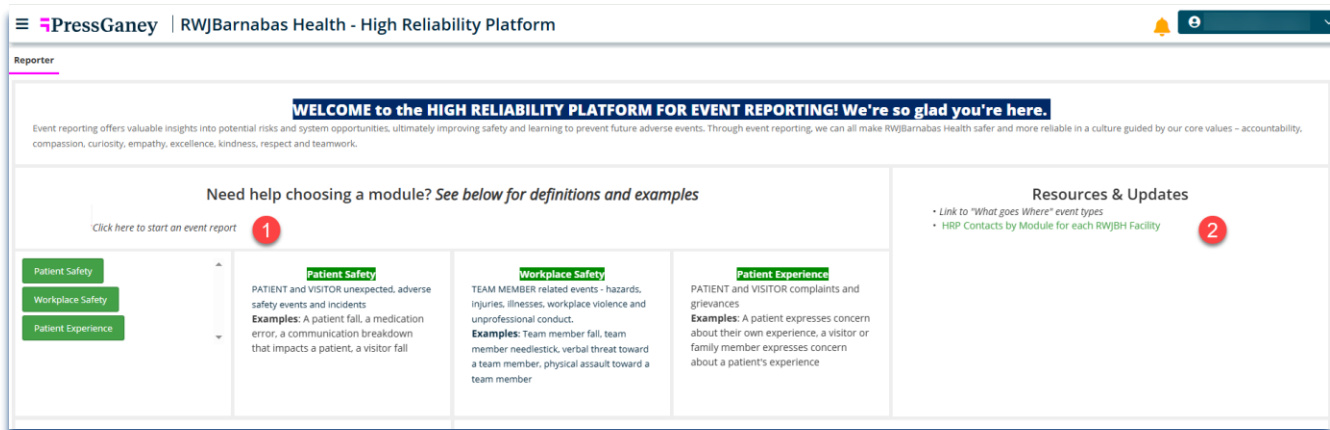 PressGaney RWJBarnabas Health - High Reliability Platform
Reporter
WELCOME to the HIGH RELIABILITY PLATFORM FOR EVENT REPORTING! We're so glad you're here.
Event reporting offers valuable insights into potential risks and system opportunities, ultimately improving safety and learning to prevent future adverse events. Through event reporting, we can all make RWJBarnabas Health safer and more reliable in a culture guided by our core values – accountability,
compassion, curiosity, empathy, excellence, kindness, respect and teamwork.
Need help choosing a module? See below for definitions and examples
Click here to start an event report
1
Resources & Updates
• Link to "What goes Where" event types
• HRP Contacts by Module for each RWJBH Facility
2
Patient Safety
Workplace Safety
Patient Experience
Patient Safety
PATIENT and VISITOR unexpected, adverse
safety events and incidents
Examples: A patient fall, a medication
error, a communication breakdown
that impacts a patient, a visitor fall
Workplace Safety
TEAM MEMBER related events - hazards,
injuries, illnesses, workplace violence and
unprofessional conduct.
Examples: Team member fall, team
member needlestick, verbal threat toward
a team member, physical assault toward a
team member
Patient Experience
PATIENT and VISITOR complaints and
grievances
Examples: A patient expresses concern
about their own experience, a visitor or
family member expresses concern
about a patient's experience